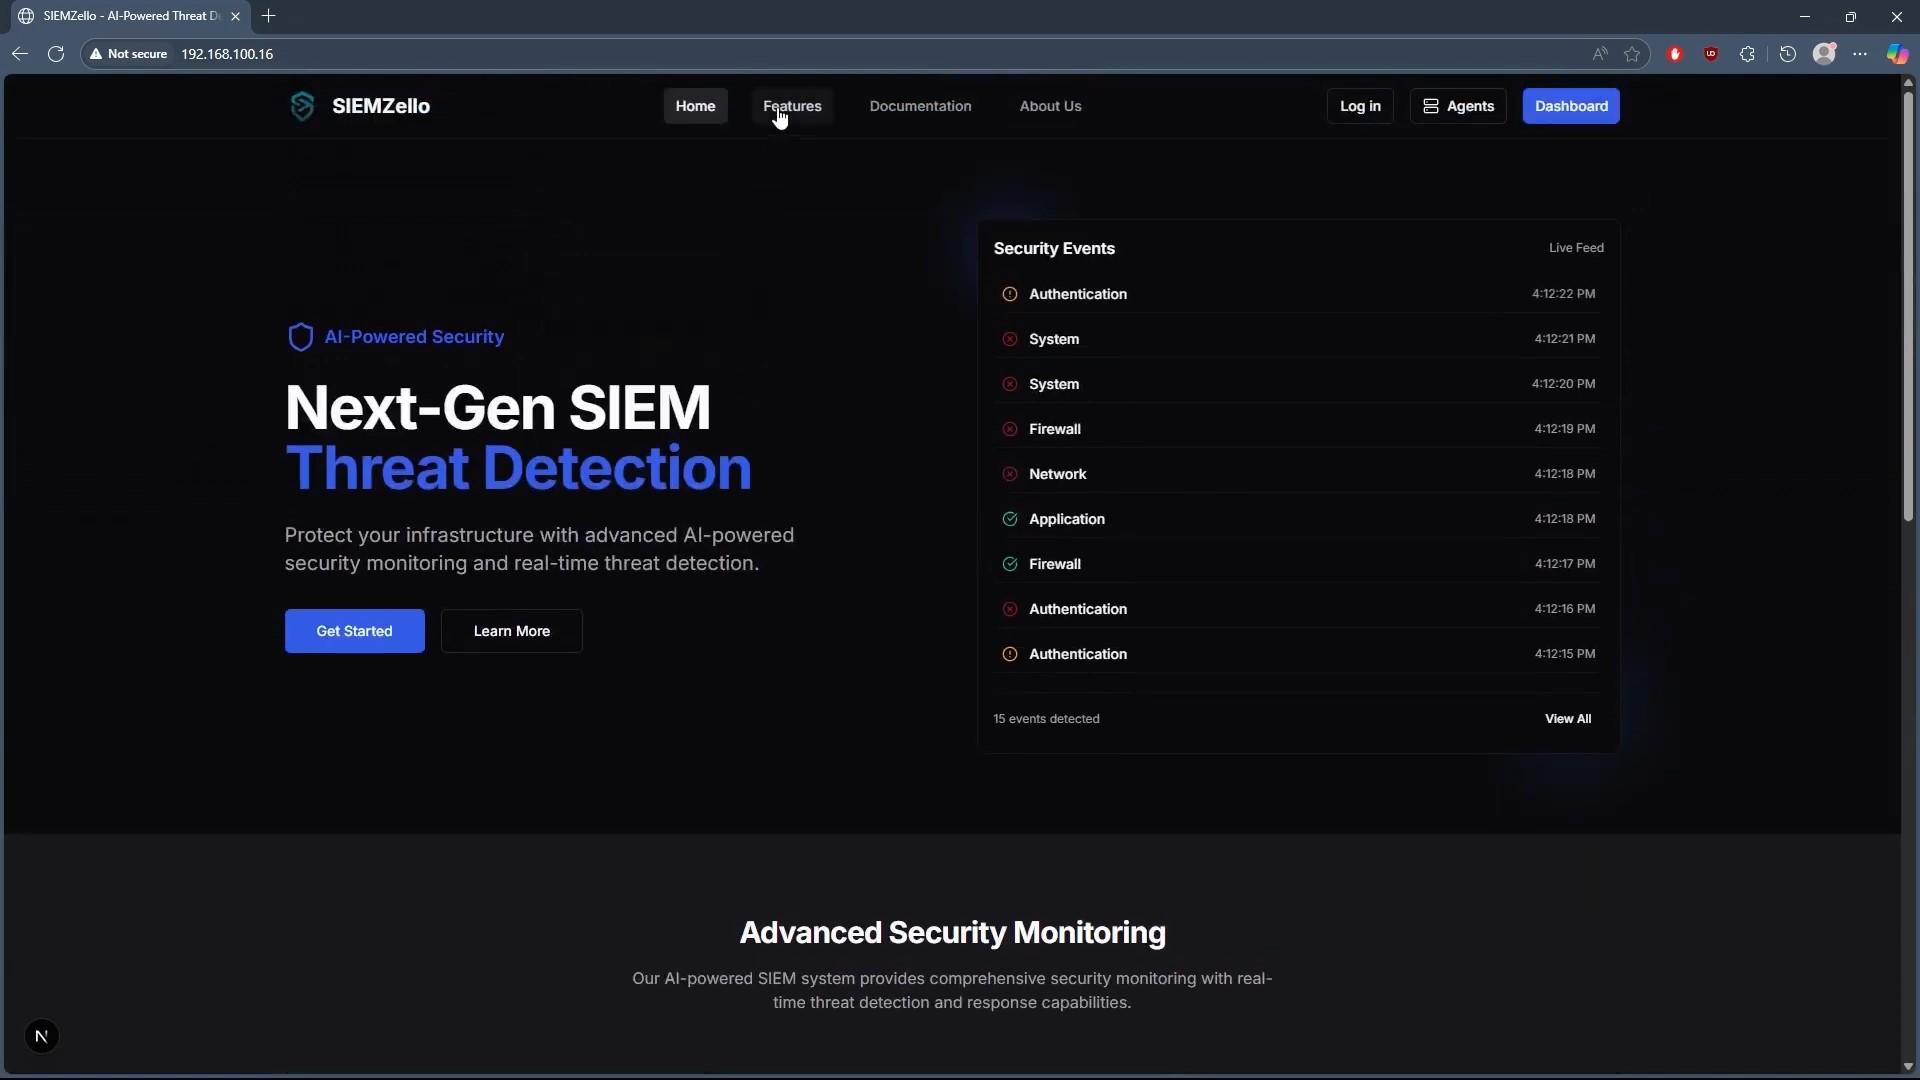 SIEMZello - AI-Powered Threat D
Not secure 192.168.100.16
SIEMZello
Home
Features
Documentation
About Us
Log in
Agents
Dashboard
AI-Powered Security
Next-Gen SIEM
Threat Detection
Protect your infrastructure with advanced AI-powered
security monitoring and real-time threat detection.
Get Started
Learn More
Security Events
Live Feed
Authentication 4:12:22 PM
System 4:12:21 PM
System 4:12:20 PM
Firewall 4:12:19 PM
Network 4:12:18 PM
Application 4:12:18 PM
Firewall 4:12:17 PM
Authentication 4:12:16 PM
Authentication 4:12:15 PM
15 events detected
View All
Advanced Security Monitoring
Our AI-powered SIEM system provides comprehensive security monitoring with real-
time threat detection and response capabilities.
N